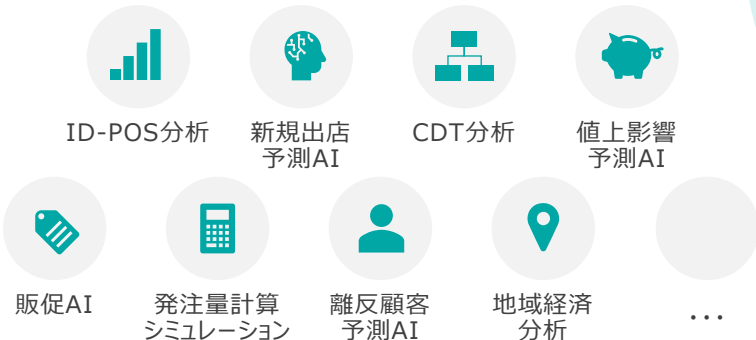 ID-POS分析
新規出店
予測AI
CDT分析
値上影響
予測AI
販促AI
発注量計算
シミュレーション
離反顧客
予測AI
地域経済
分析
...